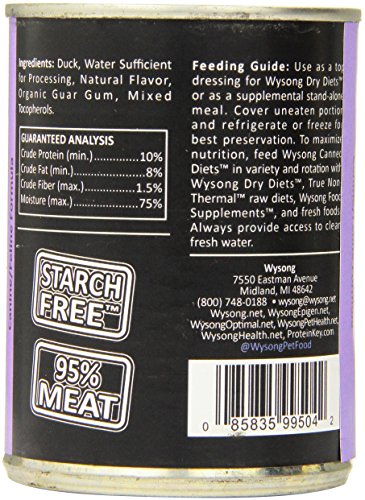 Canine/Feline Formula
Ingredients: Duck, Water Sufficient
for Processing, Natural Flavor,
Organic Guar Gum, Mixed
Tocopherols.
GUARANTEED ANALYSIS
Crude Protein (min.) 10%
Crude Fat (min.) 8%
Crude Fiber (max.) 1.5%
Moisture (max.) 75%
STARCH
FREE™
95%
MEAT
Feeding Guide: Use as a top
dressing for Wysong Dry Diets™
or as a supplemental stand-alone
meal. Cover uneaten portion
and refrigerate or freeze for
best preservation. To maximize
nutrition, feed Wysong Canned
Diets™ in variety and rotation with
Wysong Dry Diets™, True Non-
Thermal™ raw diets, Wysong Food
Supplements™, and fresh foods.
Always provide access to clean
fresh water.
Wysong
7550 Eastman Avenue
Midland, MI 48642
(800) 748-0188 • wysong@wysong.net
Wysong.net, WysongEpigen.net,
WysongOptimal.net, WysongPetHealth.net,
WysongHealth.net, ProteinKey.com.
@WysongPetFood
0 85835 99504 2